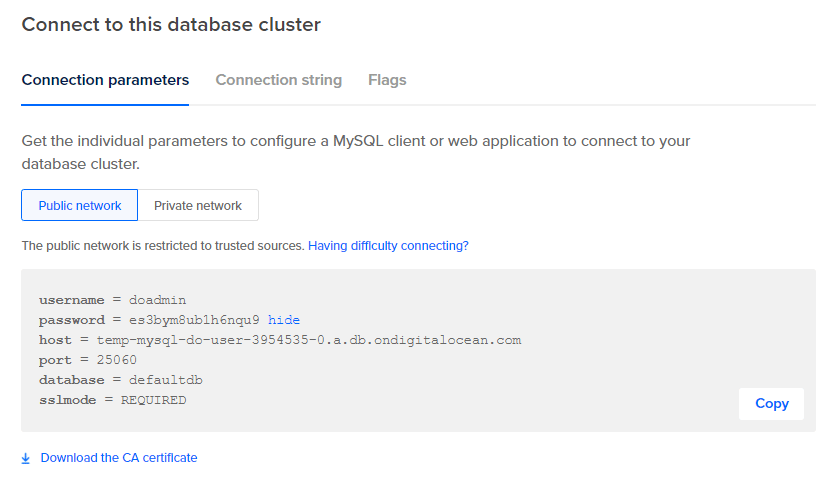 Connect to this database cluster
Connection parameters Connection string Flags
Get the individual parameters to configure a MySQL client or web application to connect to your
database cluster.
Public network Private network
The public network is restricted to trusted sources. Having difficulty connecting?
username = doadmin
password = es3bym8ub1h6nqu9 hide
host = temp-mysql-do-user-3954535-0.a.db.ondigitalocean.com
port = 25060
database = defaultdb
sslmode = REQUIRED
Copy
Download the CA certificate